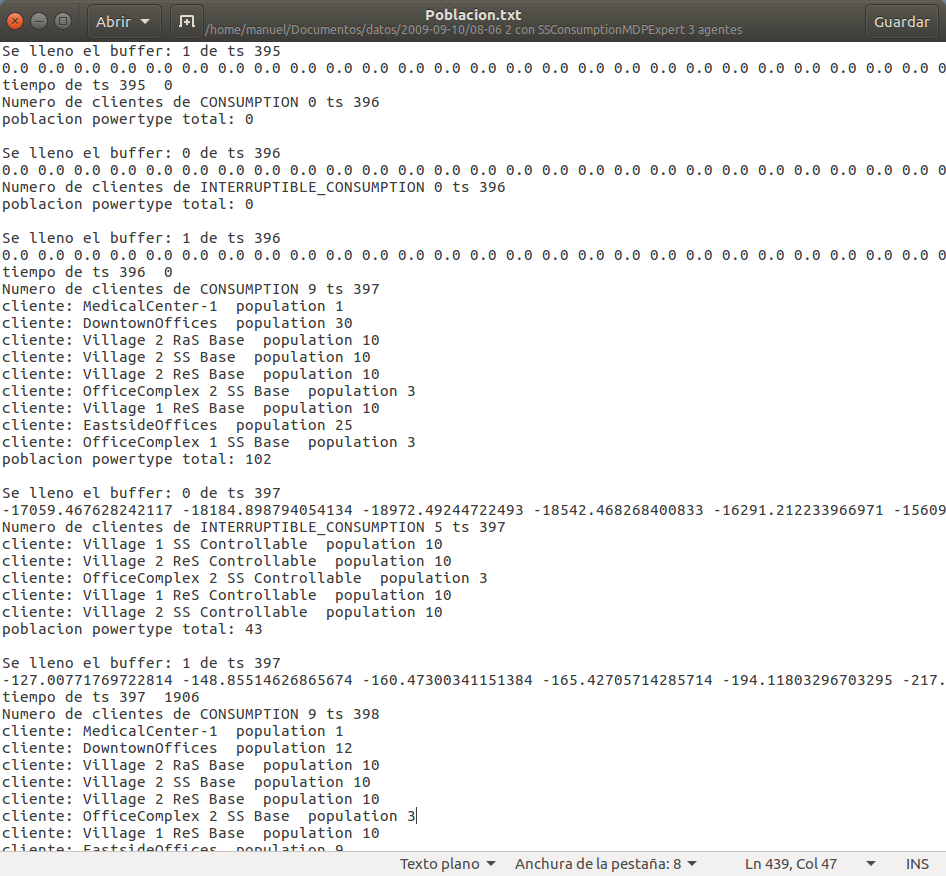 Poblacion.txt
Abrir
/home/manuel/Documentos/datos/2009-09-10/08-06 2 con SSConsumptionMDPExpert 3 agentes
Guardar
Se lleno el buffer: 1 de ts 395
0.0 0.0 0.0 0.0 0.0 0.0 0.0 0.0 0.0 0.0 0.0 0.0 0.0 0.0 0.0 0.0 0.0 0.0 0.0 0.0 0.0 0.0 0.0 0.0 0.0 0.0 0
tiempo de ts 395  0
Numero de clientes de CONSUMPTION 0 ts 396
poblacion powertype total: 0
Se lleno el buffer: 0 de ts 396
0.0 0.0 0.0 0.0 0.0 0.0 0.0 0.0 0.0 0.0 0.0 0.0 0.0 0.0 0.0 0.0 0.0 0.0 0.0 0.0 0.0 0.0 0.0 0.0 0.0 0.0 0
Numero de clientes de INTERRUPTIBLE_CONSUMPTION 0 ts 396
poblacion powertype total: 0
Se lleno el buffer: 1 de ts 396
0.0 0.0 0.0 0.0 0.0 0.0 0.0 0.0 0.0 0.0 0.0 0.0 0.0 0.0 0.0 0.0 0.0 0.0 0.0 0.0 0.0 0.0 0.0 0.0 0.0 0.0 0
tiempo de ts 396  0
Numero de clientes de CONSUMPTION 9 ts 397
cliente: MedicalCenter-1  population 1
cliente: DowntownOffices  population 30
cliente: Village 2 RaS Base  population 10
cliente: Village 2 SS Base  population 10
cliente: Village 2 ReS Base  population 10
cliente: OfficeComplex 2 SS Base  population 3
cliente: Village 1 ReS Base  population 10
cliente: EastsideOffices  population 25
cliente: OfficeComplex 1 SS Base  population 3
poblacion powertype total: 102
Se lleno el buffer: 0 de ts 397
-17059.467628242117 -18184.898794054134 -18972.49244722493 -18542.468268400833 -16291.212233966971 -15609
Numero de clientes de INTERRUPTIBLE_CONSUMPTION 5 ts 397
cliente: Village 1 SS Controllable  population 10
cliente: Village 2 ReS Controllable  population 10
cliente: OfficeComplex 2 SS Controllable  population 3
cliente: Village 1 ReS Controllable  population 10
cliente: Village 2 SS Controllable  population 10
poblacion powertype total: 43
Se lleno el buffer: 1 de ts 397
-127.00771769722814 -148.85514626865674 -160.47300341151384 -165.42705714285714 -194.11803296703295 -217.
tiempo de ts 397  1906
Numero de clientes de CONSUMPTION 9 ts 398
cliente: MedicalCenter-1  population 1
cliente: DowntownOffices  population 12
cliente: Village 2 RaS Base  population 10
cliente: Village 2 SS Base  population 10
cliente: Village 2 ReS Base  population 10
cliente: OfficeComplex 2 SS Base  population 3
cliente: Village 1 ReS Base  population 10
cliente: EastsideOffices  population 9
Texto plano
Anchura de la pestaña: 8
Ln 439, Col 47
INS